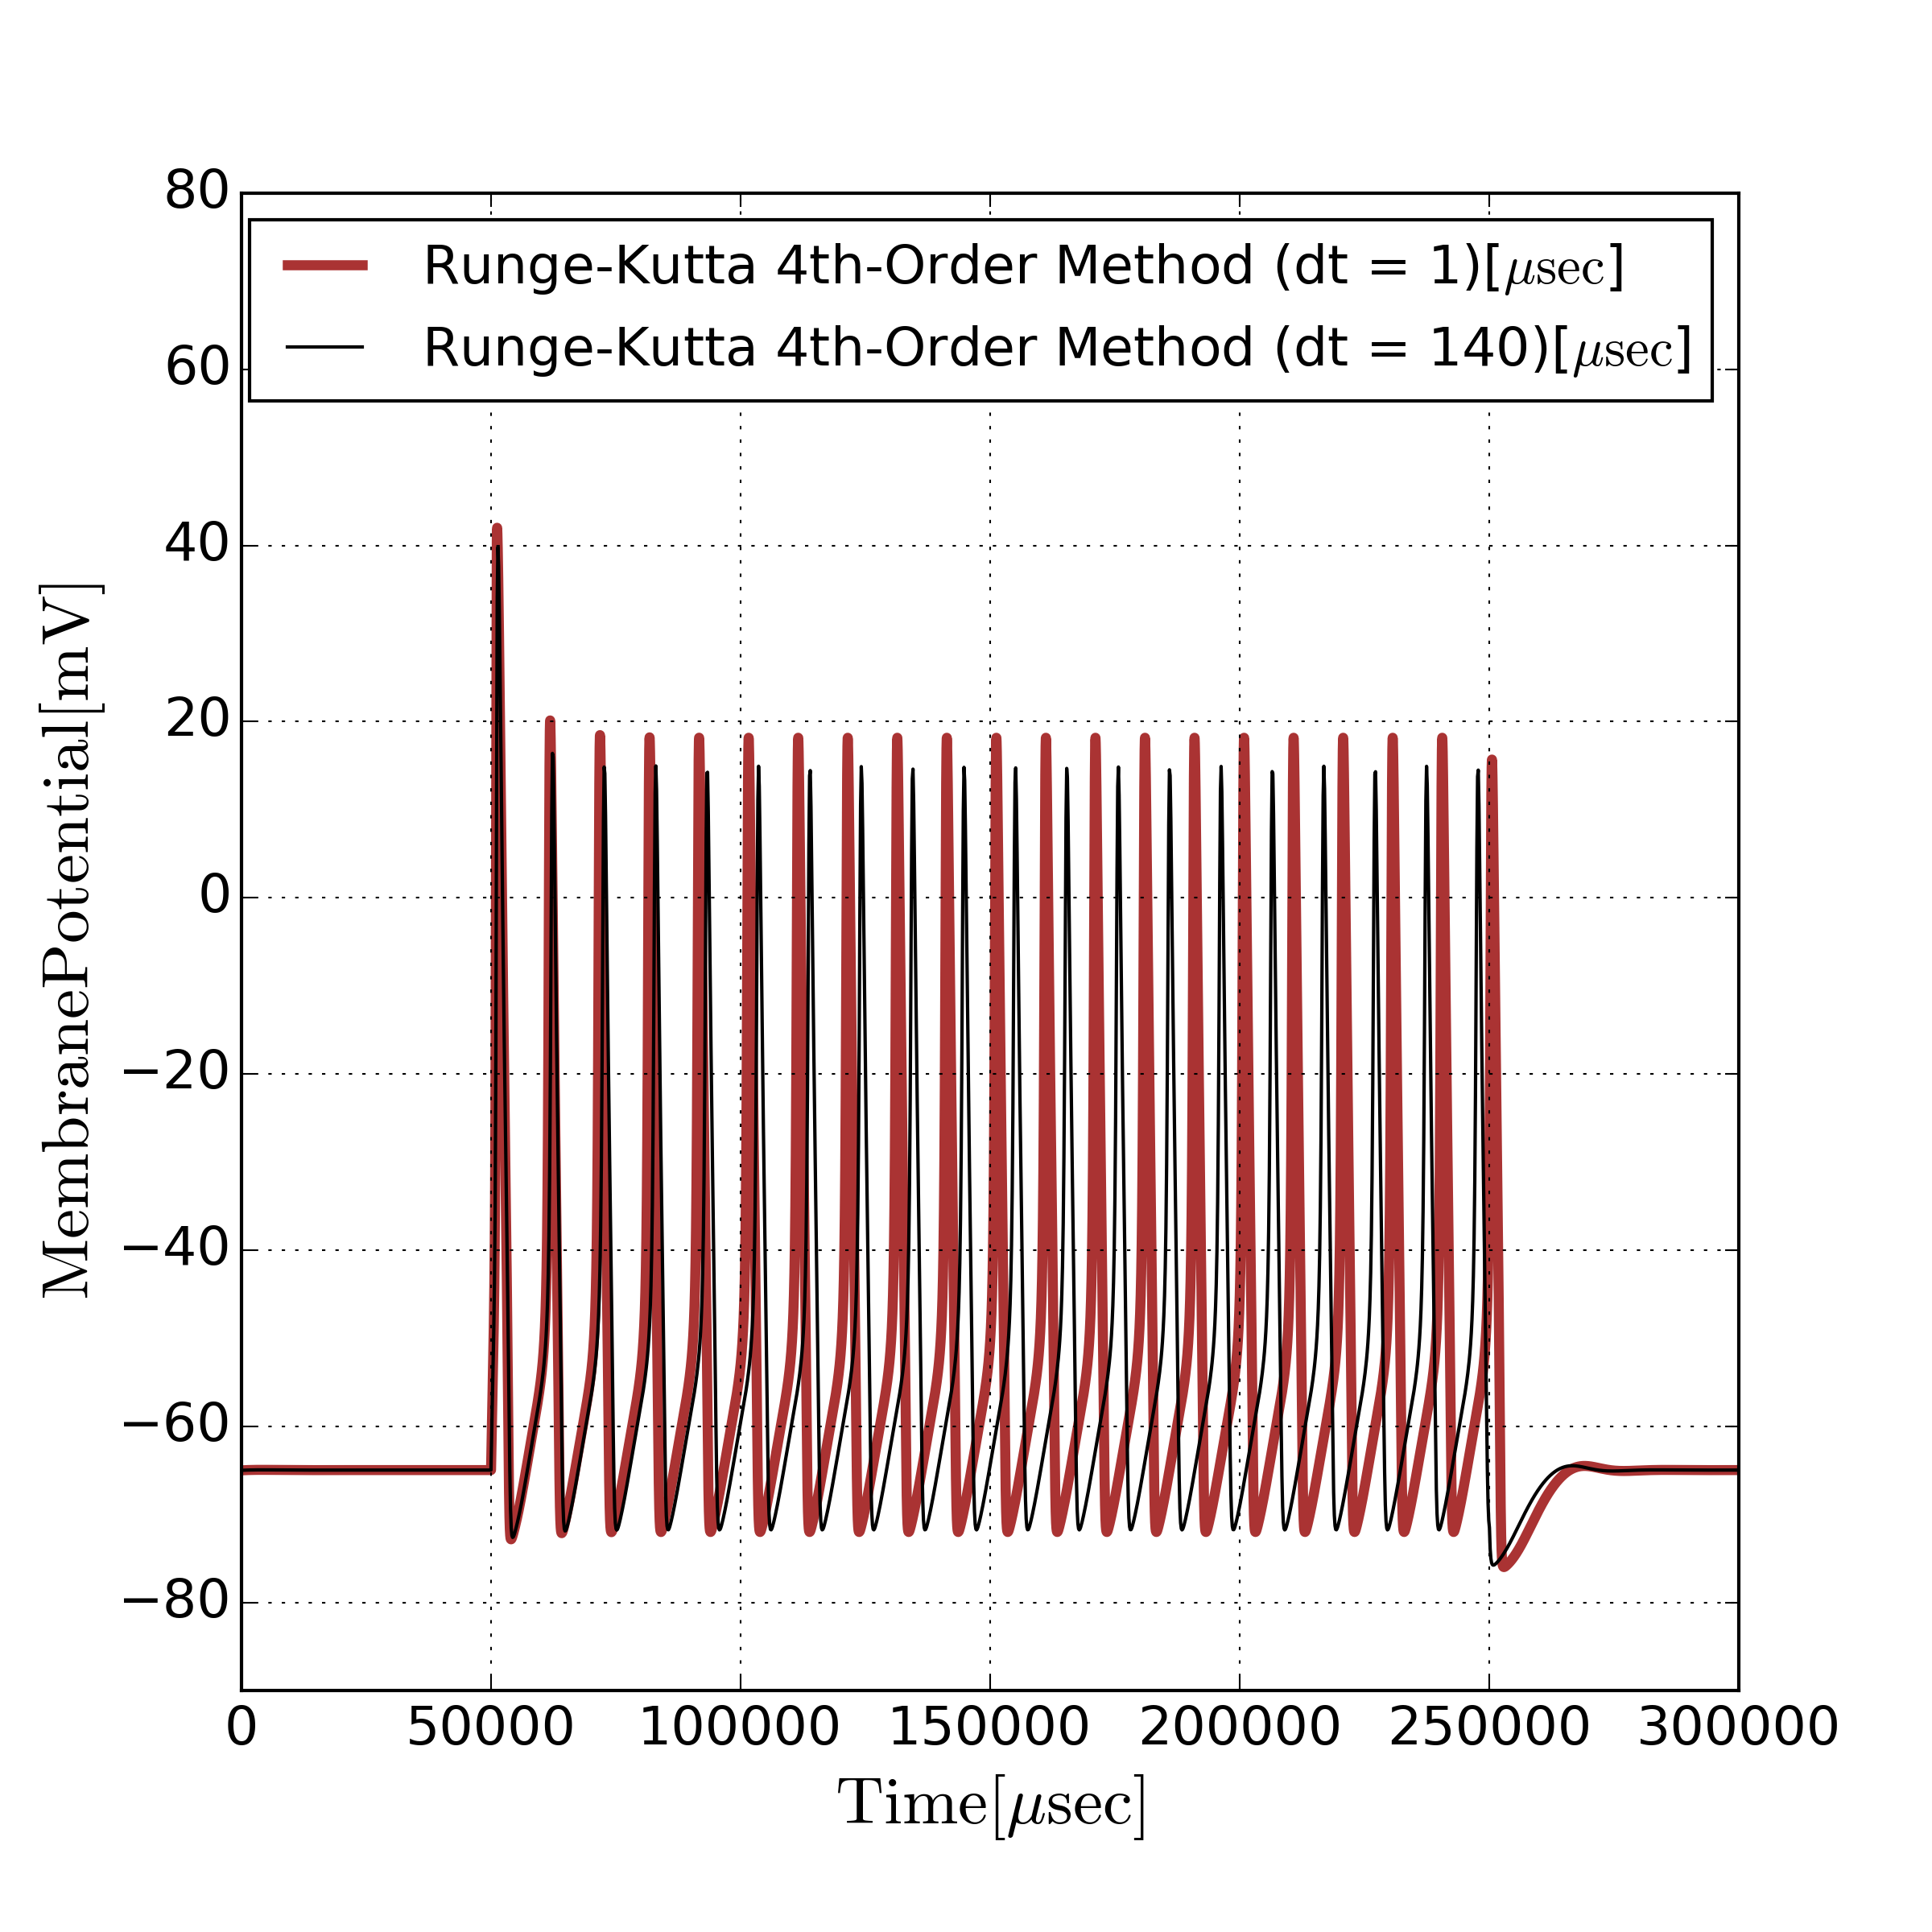 80
Runge-Kutta 4th-Order Method (dt = 1)[μsec]
Runge-Kutta 4th-Order Method (dt = 140)[μsec]
60
40
20
0
−20
−40
−60
−80
MembranePotential[mV]
0 50000 100000 150000 200000 250000 300000
Time[μsec]